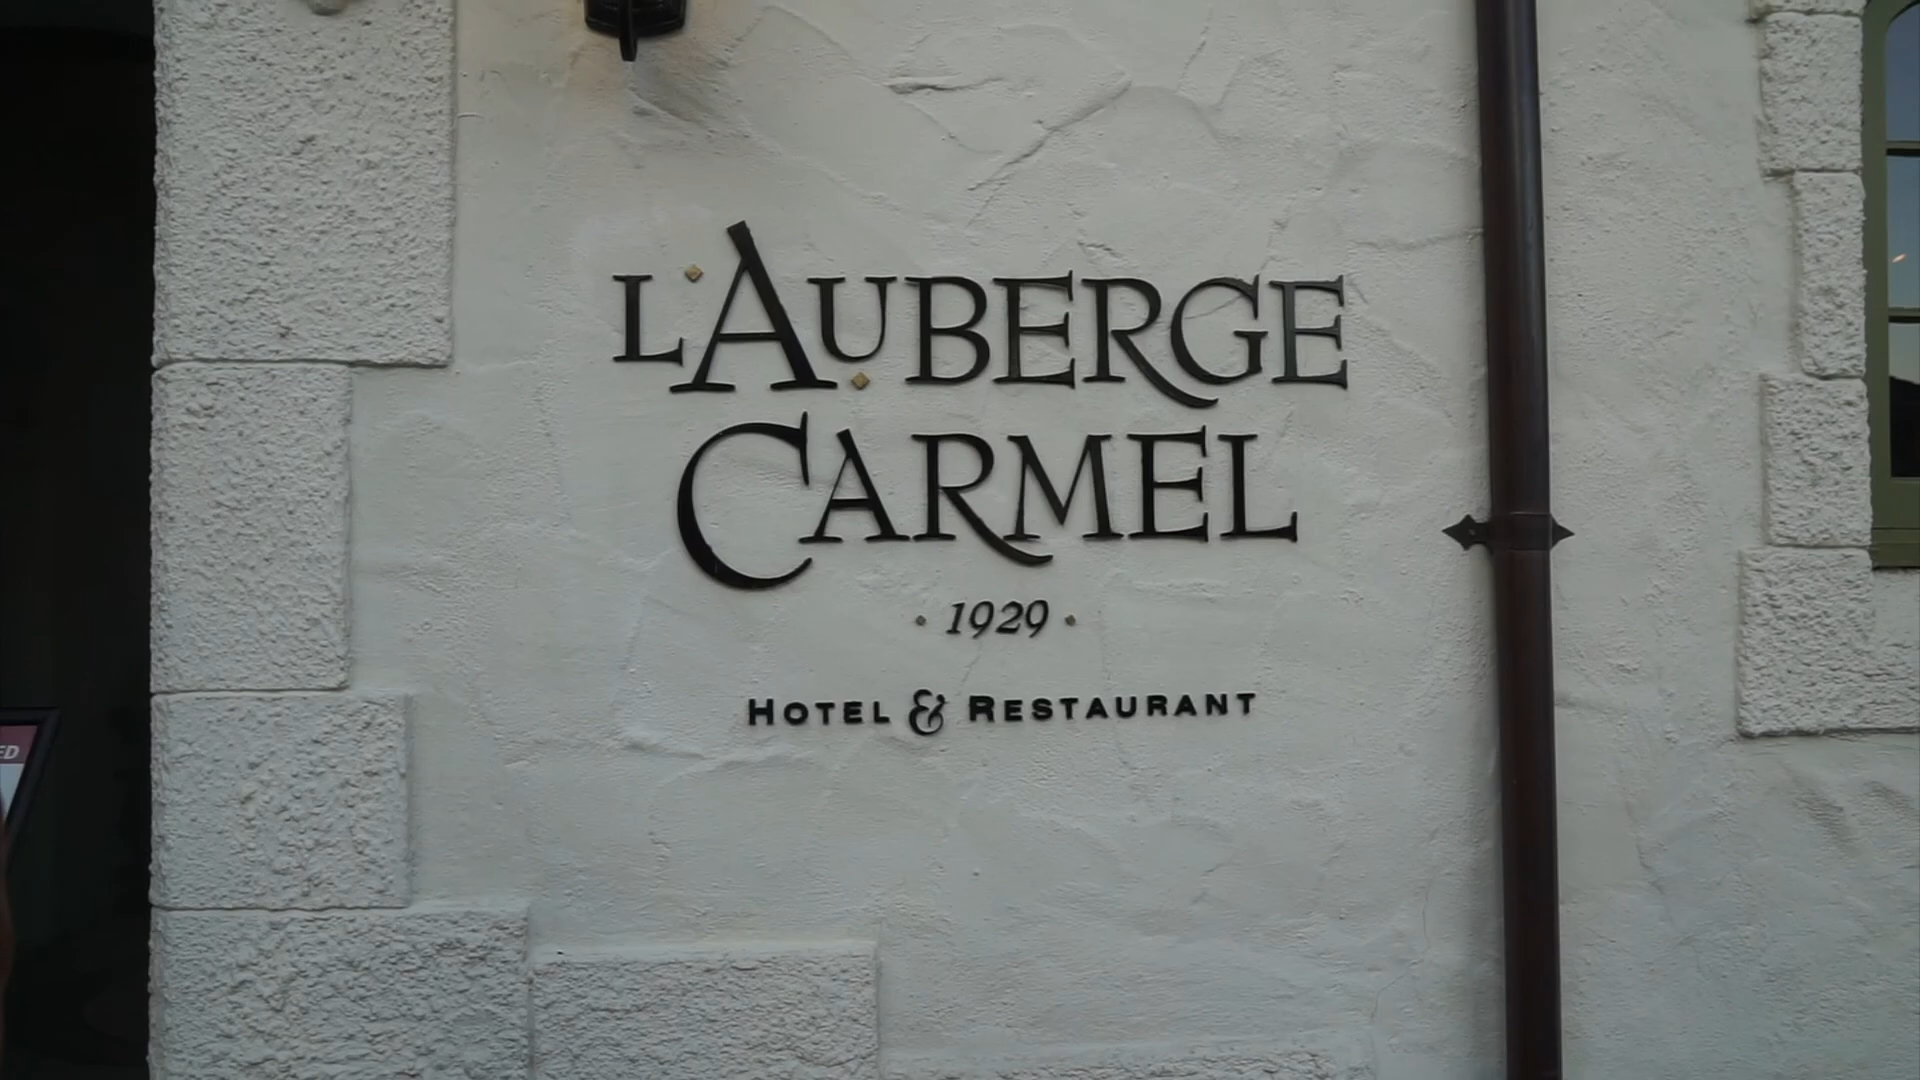 L'AUBERGE
CARMEL
· 1929 ·
HOTEL & RESTAURANT